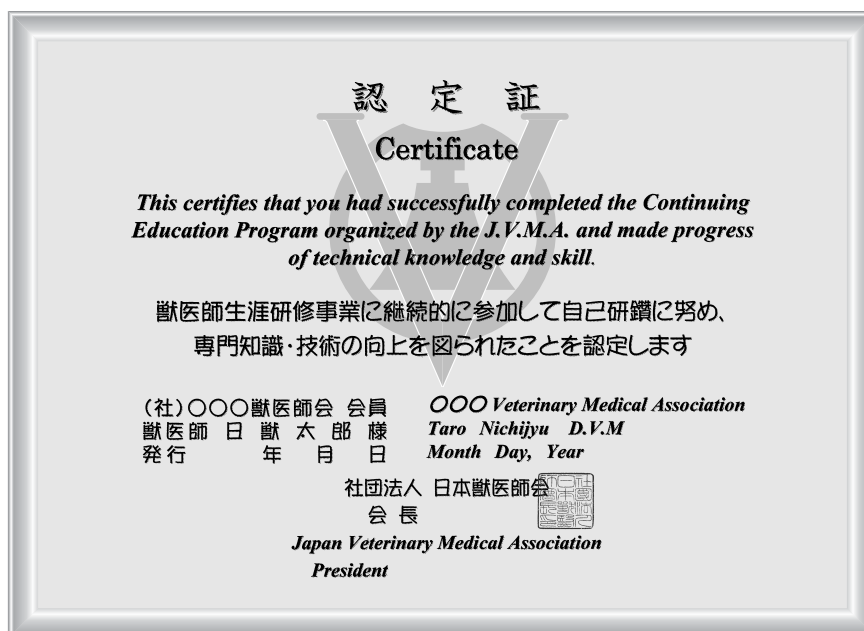 認定証
Certificate
This certifies that you had successfully completed the Continuing
Education Program organized by the J.V.M.A. and made progress
of technical knowledge and skill.
獣医師生涯研修事業に継続的に参加して自己研鑽に努め、
専門知識・技術の向上を図られたことを認定します
(社)〇〇〇獣医師会 会員 〇〇〇 Veterinary Medical Association
獣医師 日 獣 太 郎 様 Taro Nichijyu D.V.M
発行 年 月 日 Month Day, Year
社団法人 日本獣医師会
会 長
Japan Veterinary Medical Association
President